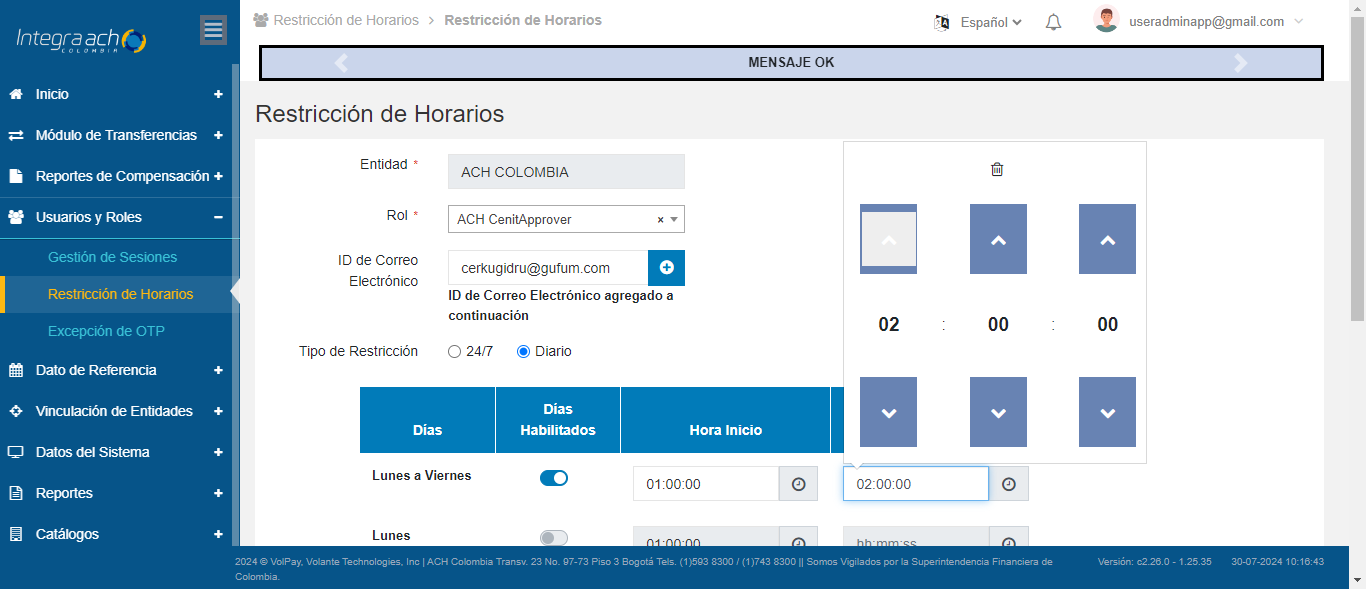 Integra ach
COLOMBIA
Restricción de Horarios > Restricción de Horarios
Español
useradminapp@gmail.com
MENSAJE OK
Inicio +
Módulo de Transferencias +
Reportes de Compensación +
Usuarios y Roles −
Gestión de Sesiones
Restricción de Horarios
Excepción de OTP
Dato de Referencia +
Vinculación de Entidades +
Datos del Sistema +
Reportes +
Catálogos +
Restricción de Horarios
Entidad *
ACH COLOMBIA
Rol *
ACH CenitApprover ×
ID de Correo
Electrónico
cerkugidru@gufum.com
ID de Correo Electrónico agregado a
continuación
Tipo de Restricción
24/7 Diario
02 : 00 : 00
Días
Días
Habilitados
Hora Inicio
Lunes a Viernes
01:00:00
02:00:00
Lunes
01:00:00
hh:mm:ss
2024 © VolPay, Volante Technologies, Inc | ACH Colombia Transv. 23 No. 97-73 Piso 3 Bogotá Tels. (1)593 8300 / (1)743 8300 || Somos Vigilados por la Superintendencia Financiera de
Colombia.
Versión: c2.26.0 - 1.25.35 30-07-2024 10:16:43